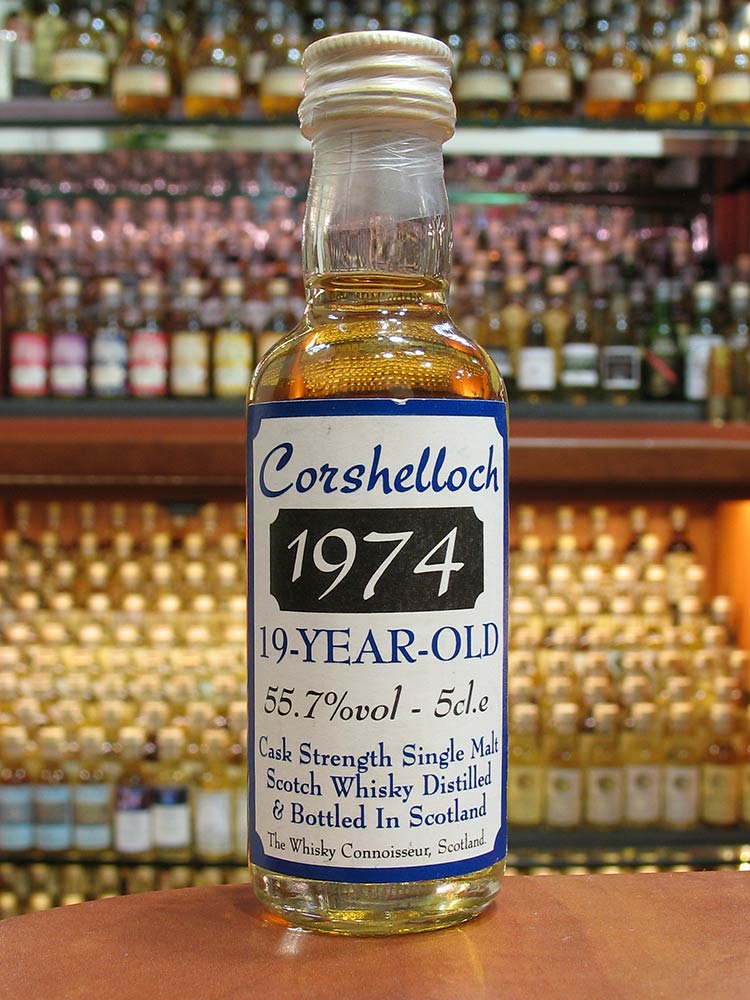 Corshelloch
1974
19-YEAR-OLD
55.7%vol - 5cl.e
Cask Strength Single Malt
Scotch Whisky Distilled
& Bottled In Scotland
The Whisky Connoisseur, Scotland.